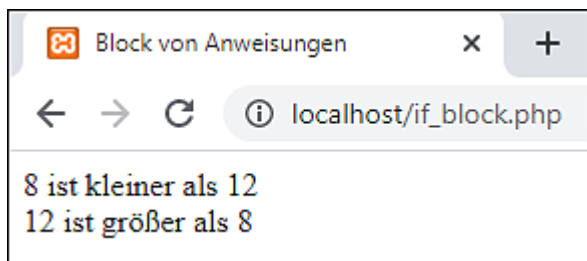 Block von Anweisungen
localhost/if_block.php
8 ist kleiner als 12
12 ist größer als 8